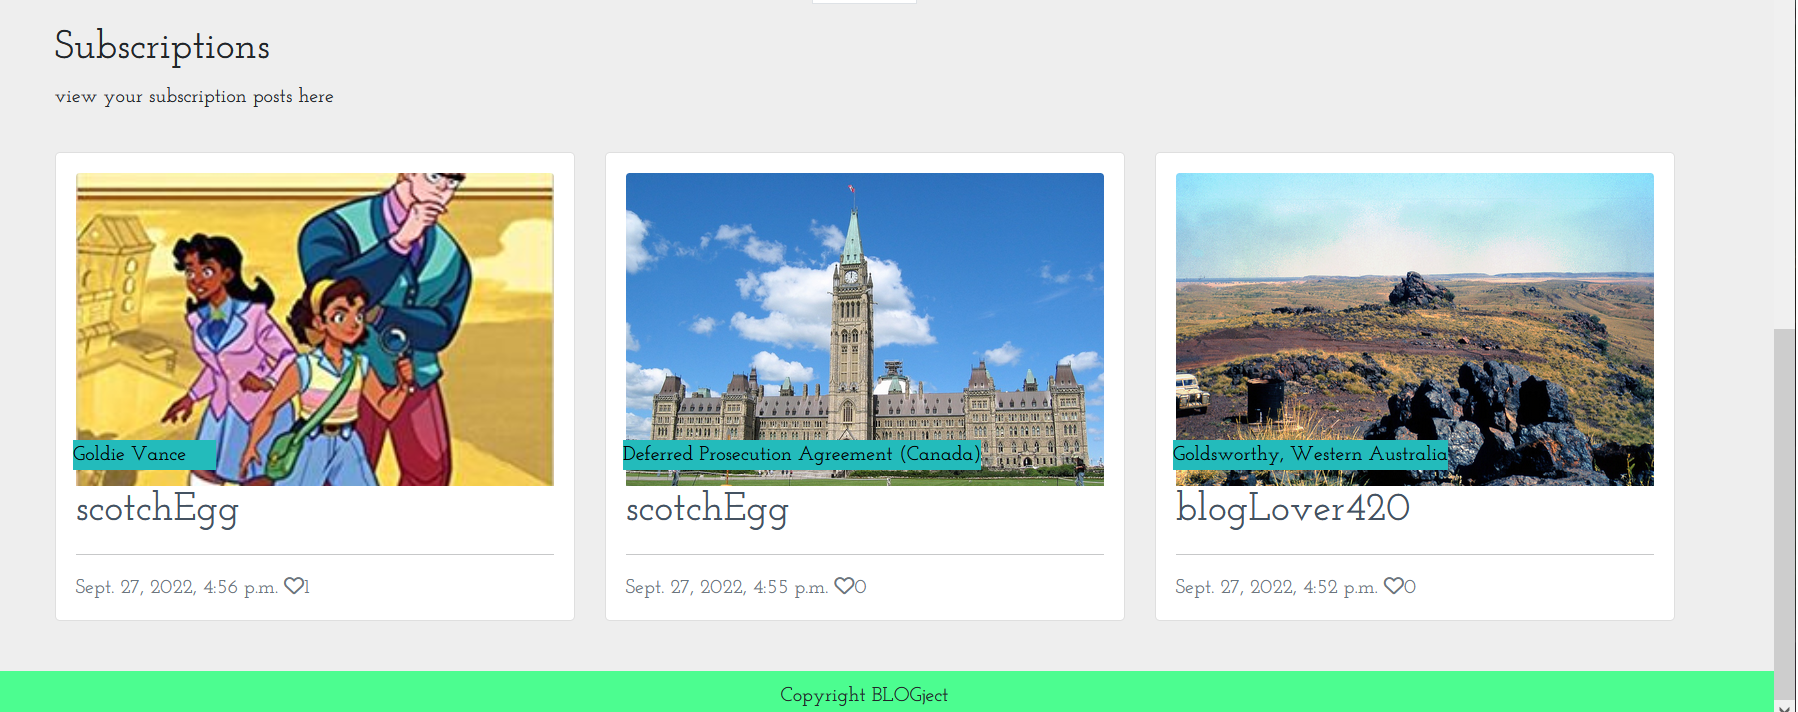 Subscriptions
view your subscription posts here
Goldie Vance
scotchEgg
Sept. 27, 2022, 4:56 p.m. 1
Deferred Prosecution Agreement (Canada)
scotchEgg
Sept. 27, 2022, 4:55 p.m. 0
Goldsworthy, Western Australia
blogLover420
Sept. 27, 2022, 4:52 p.m. 0
Copyright BLOGject